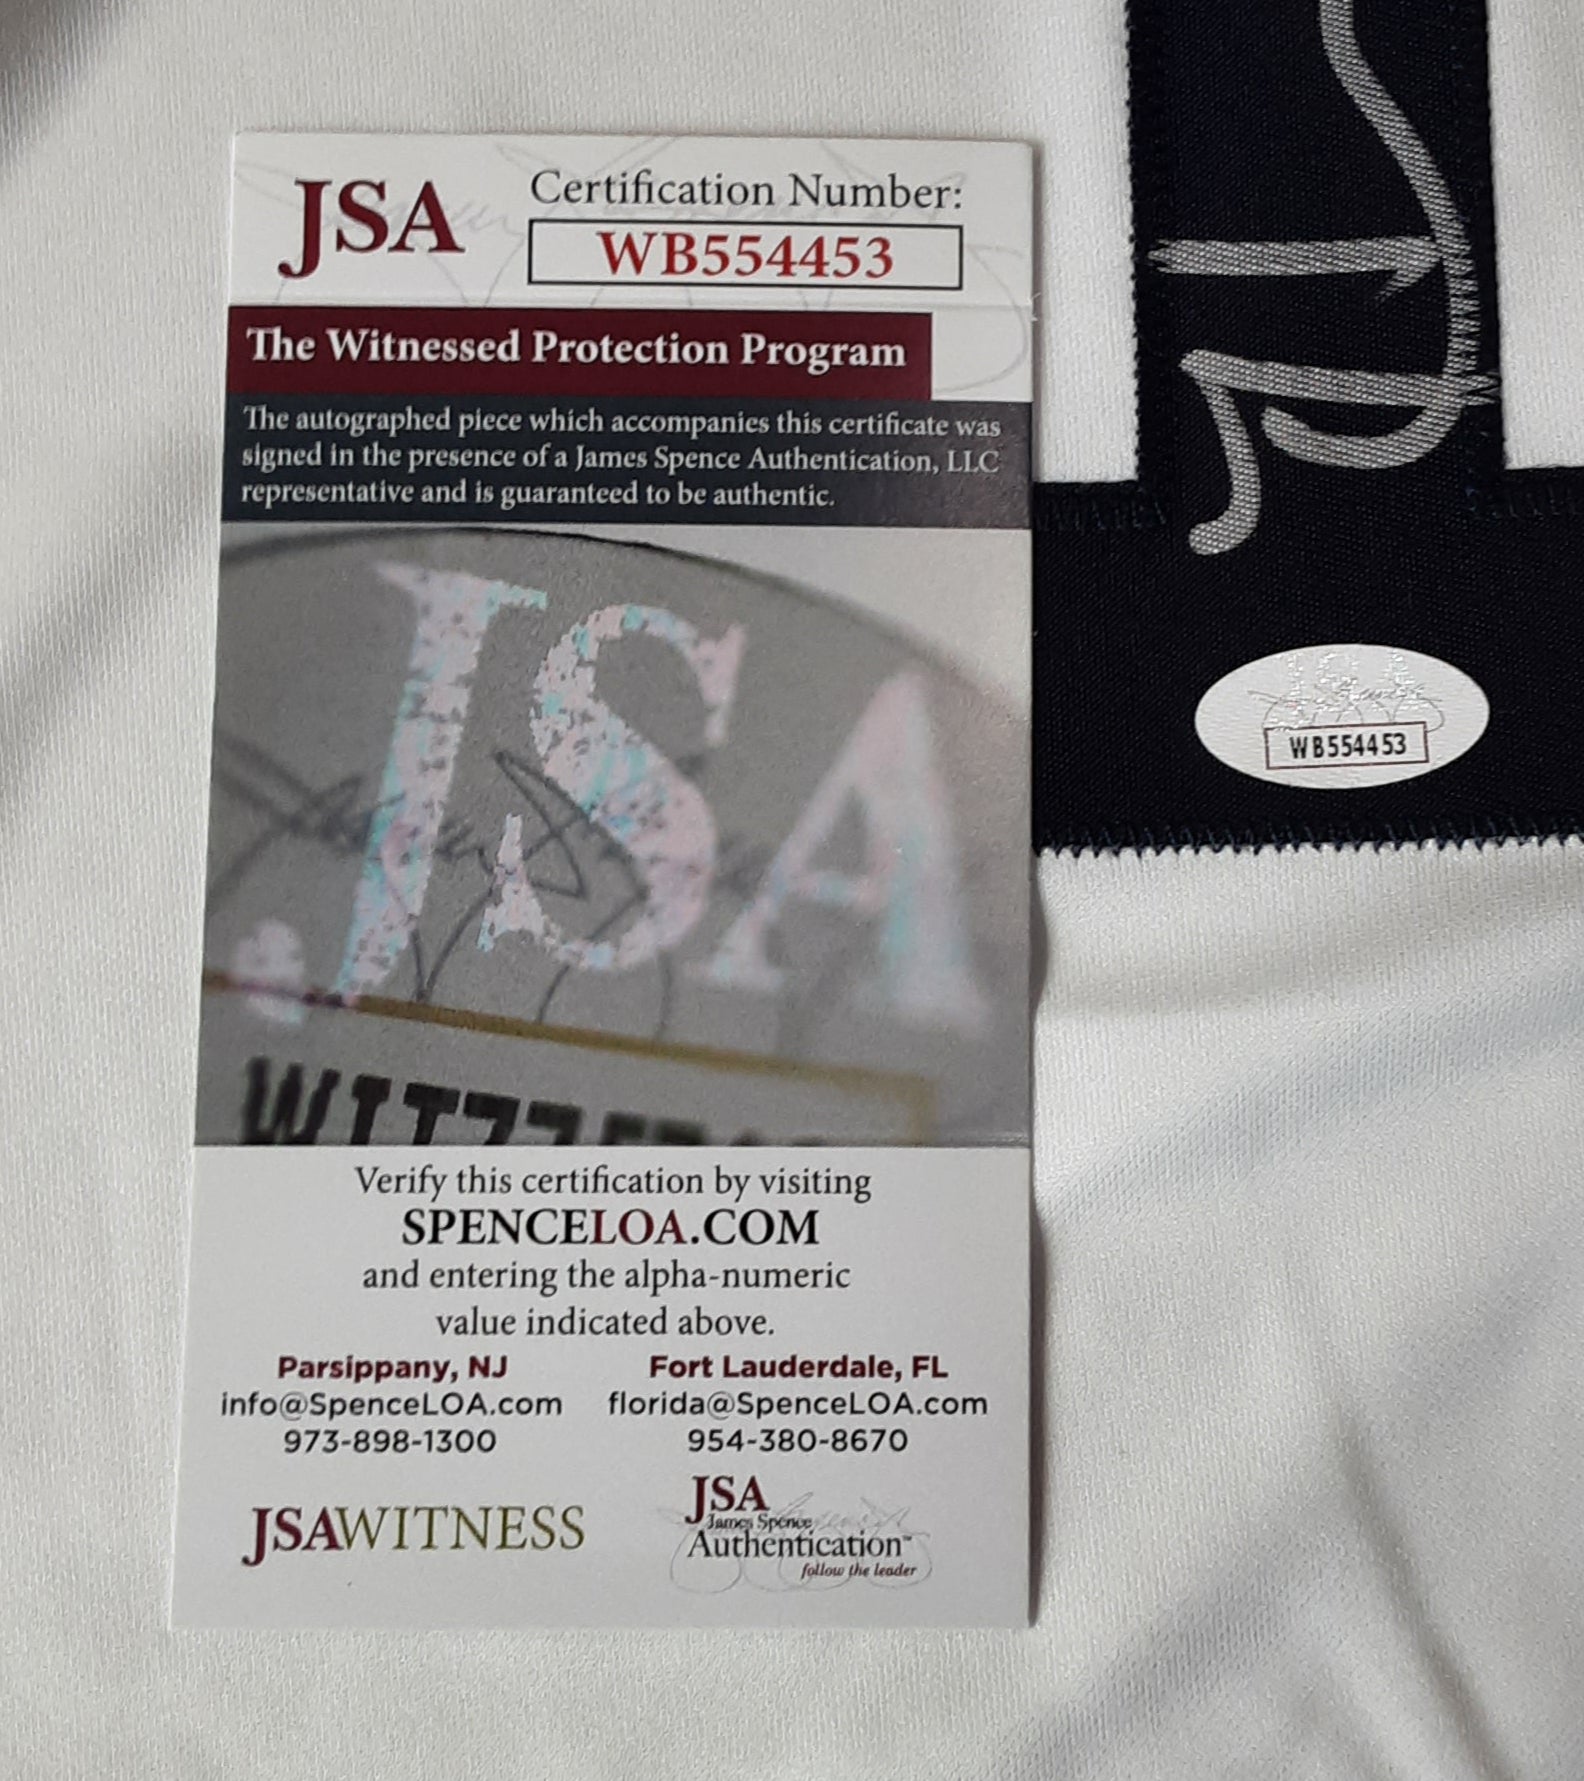 JSA
Certification Number:
WB554453
The Witnessed Protection Program
The autographed piece which accompanies this certificate was
signed in the presence of a James Spence Authentication, LLC
representative and is guaranteed to be authentic.
JSA
WB554453
Verify this certification by visiting
SPENCELOA.COM
and entering the alpha-numeric
value indicated above.
Parsippany, NJ
info@SpenceLOA.com
973-898-1300
Fort Lauderdale, FL
florida@SpenceLOA.com
954-380-8670
JSAWITNESS
JSA
James Spence
Authentication™
follow the leader